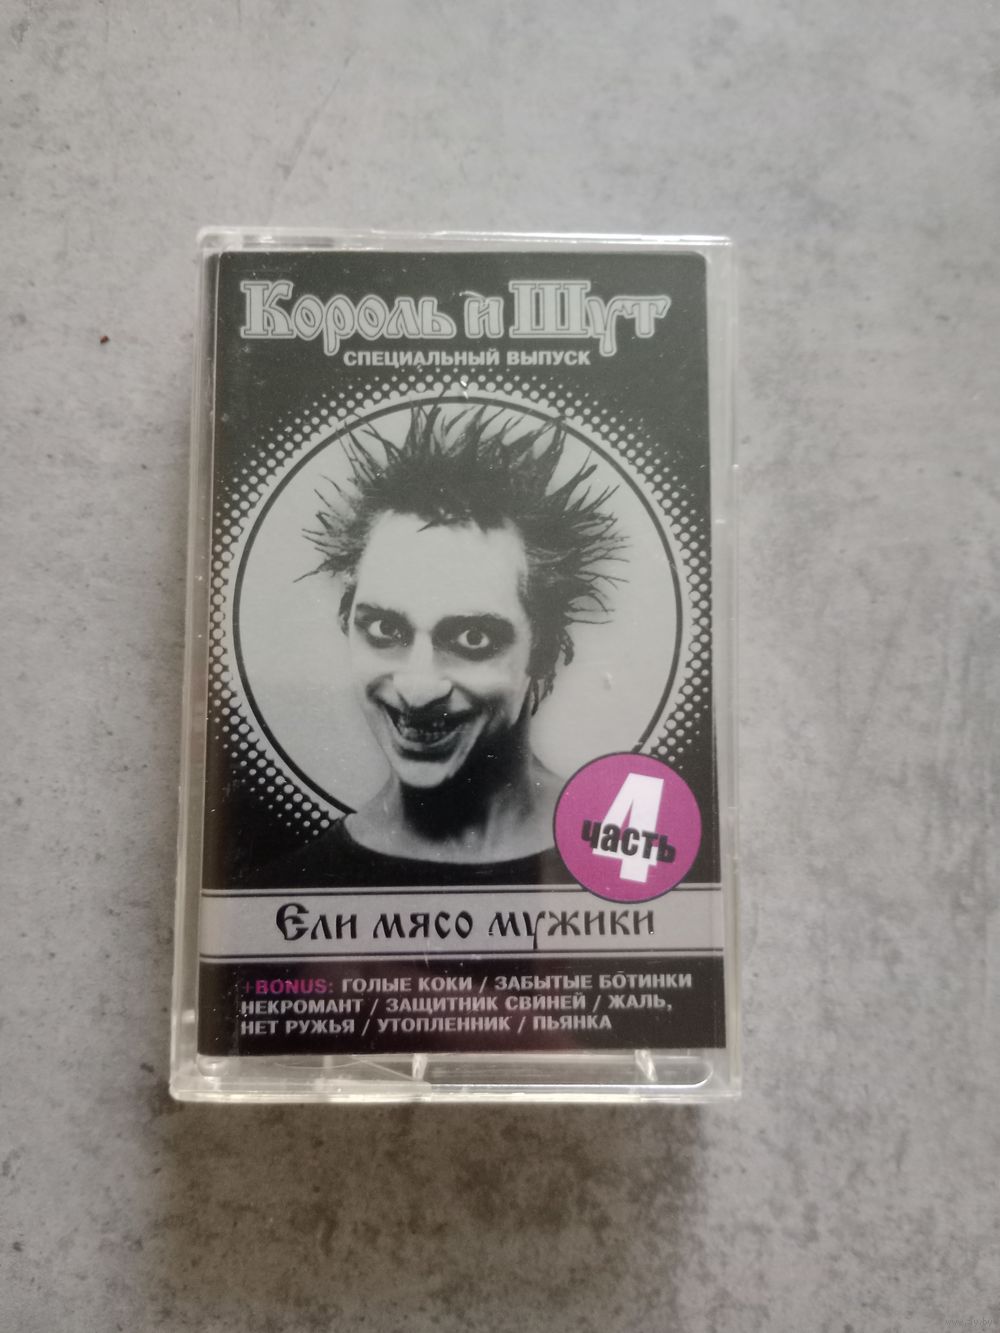 Король и Шут
СПЕЦИАЛЬНЫЙ ВЫПУСК
4
часть
Ели мясо мужики
+BONUS: ГОЛЫЕ КОКИ / ЗАБЫТЫЕ БОТИНКИ
НЕКРОМАНТ / ЗАЩИТНИК СВИНЕЙ / ЖАЛЬ,
НЕТ РУЖЬЯ / УТОПЛЕННИК / ПЬЯНКА